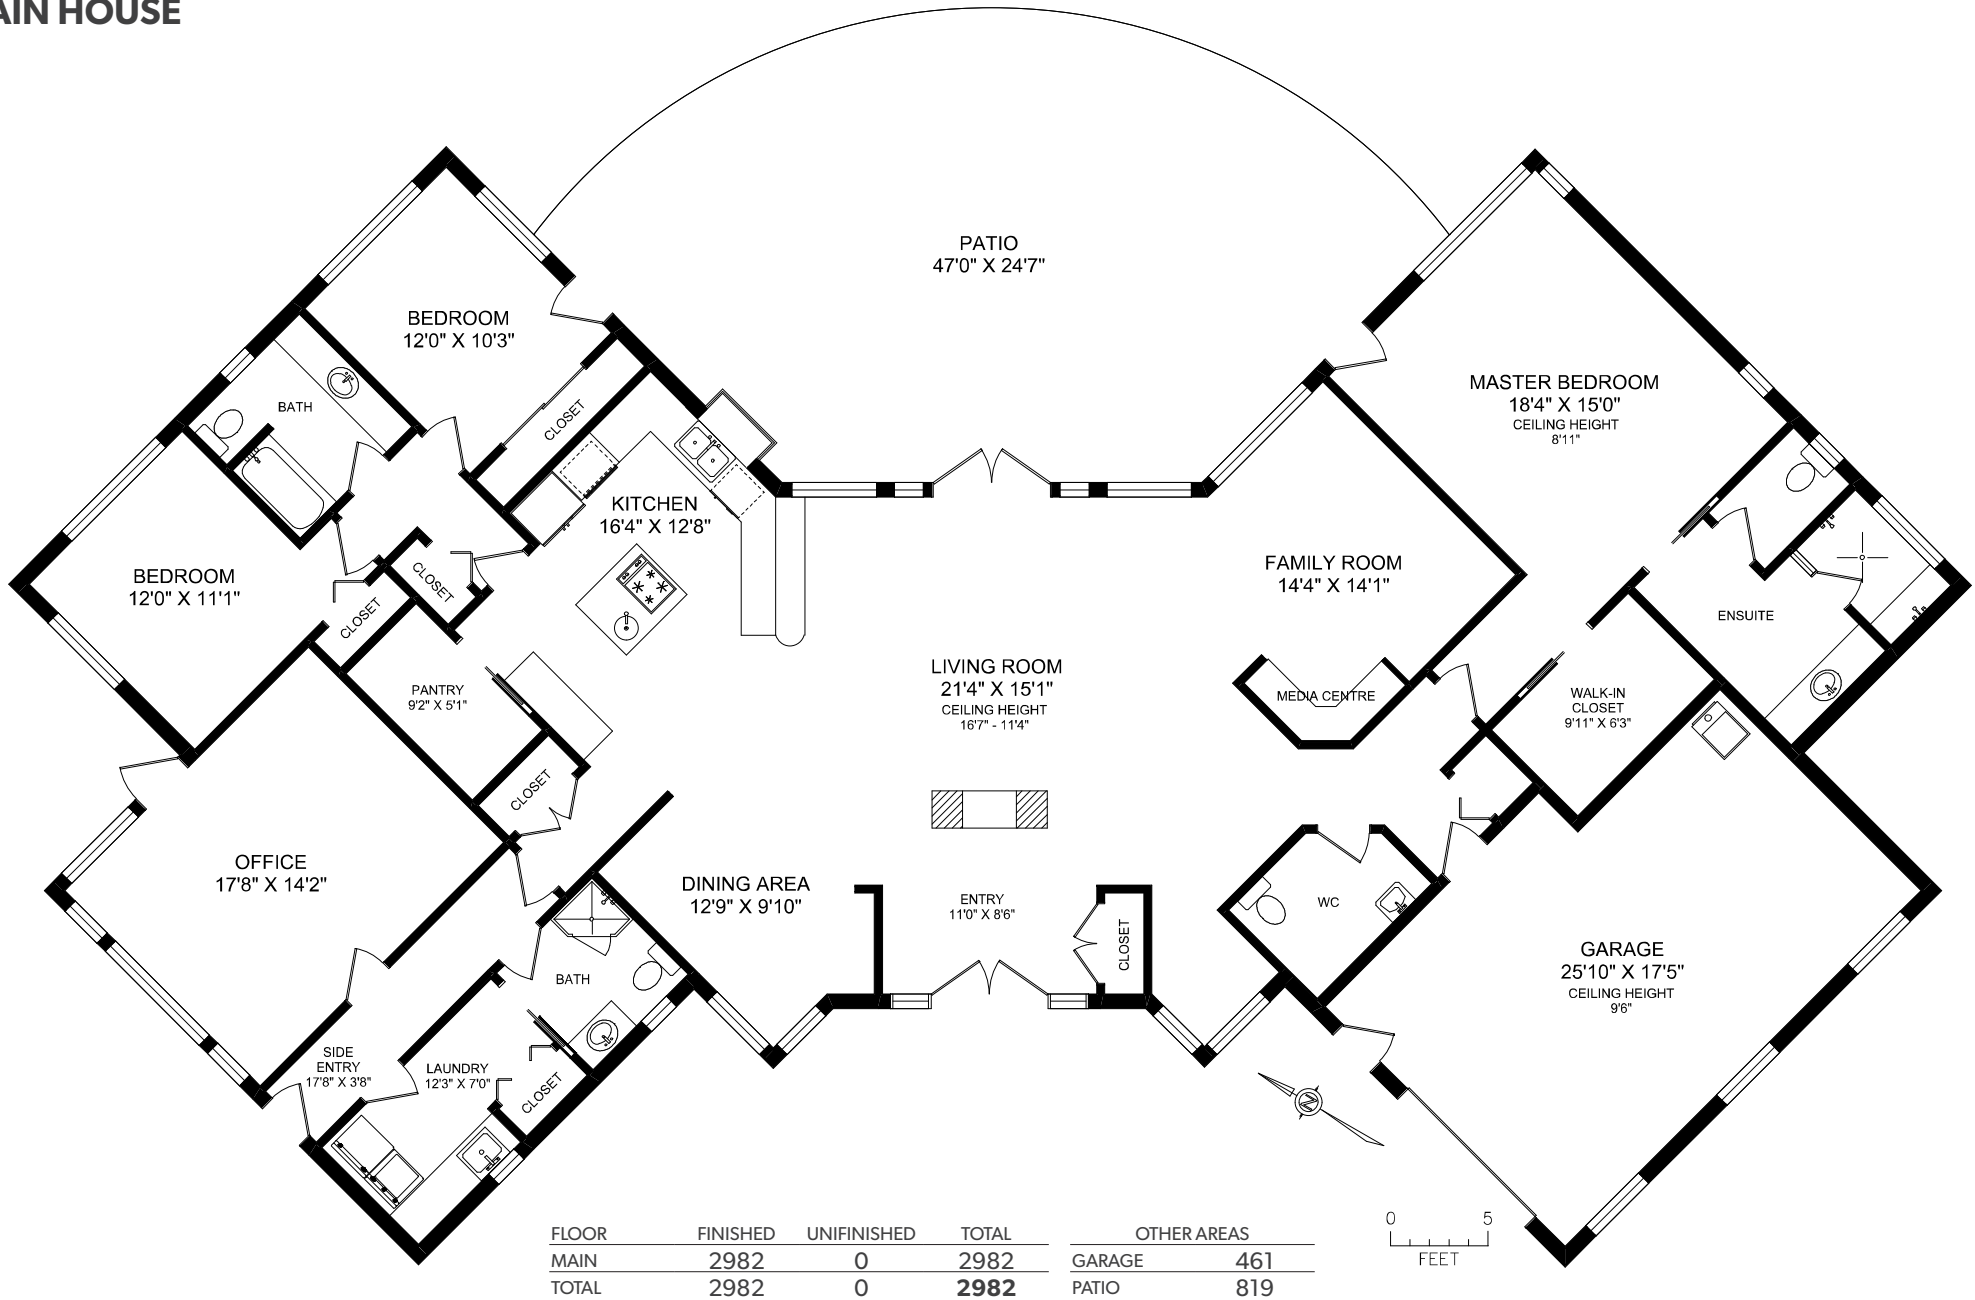 AIN HOUSE
PATIO
47'0" X 24'7"
BEDROOM
12'0" X 10'3"
MASTER BEDROOM
18'4" X 15'0"
CEILING HEIGHT
8'11"
BATH
CLOSET
KITCHEN
16'4" X 12'8"
FAMILY ROOM
14'4" X 14'1"
BEDROOM
12'0" X 11'1"
CLOSET
CLOSET
ENSUITE
LIVING ROOM
21'4" X 15'1"
CEILING HEIGHT
16'7" - 11'4"
PANTRY
9'2" X 5'1"
MEDIA CENTRE
WALK-IN
CLOSET
9'11" X 6'3"
CLOSET
OFFICE
17'8" X 14'2"
DINING AREA
12'9" X 9'10"
ENTRY
11'0" X 8'6"
CLOSET
WC
GARAGE
25'10" X 17'5"
CEILING HEIGHT
9'6"
BATH
SIDE
ENTRY
17'8" X 3'8"
LAUNDRY
12'3" X 7'0"
CLOSET
N
0 5
FEET
FLOOR FINISHED UNIFINISHED TOTAL
MAIN 2982 0 2982
TOTAL 2982 0 2982
OTHER AREAS
GARAGE 461
PATIO 819